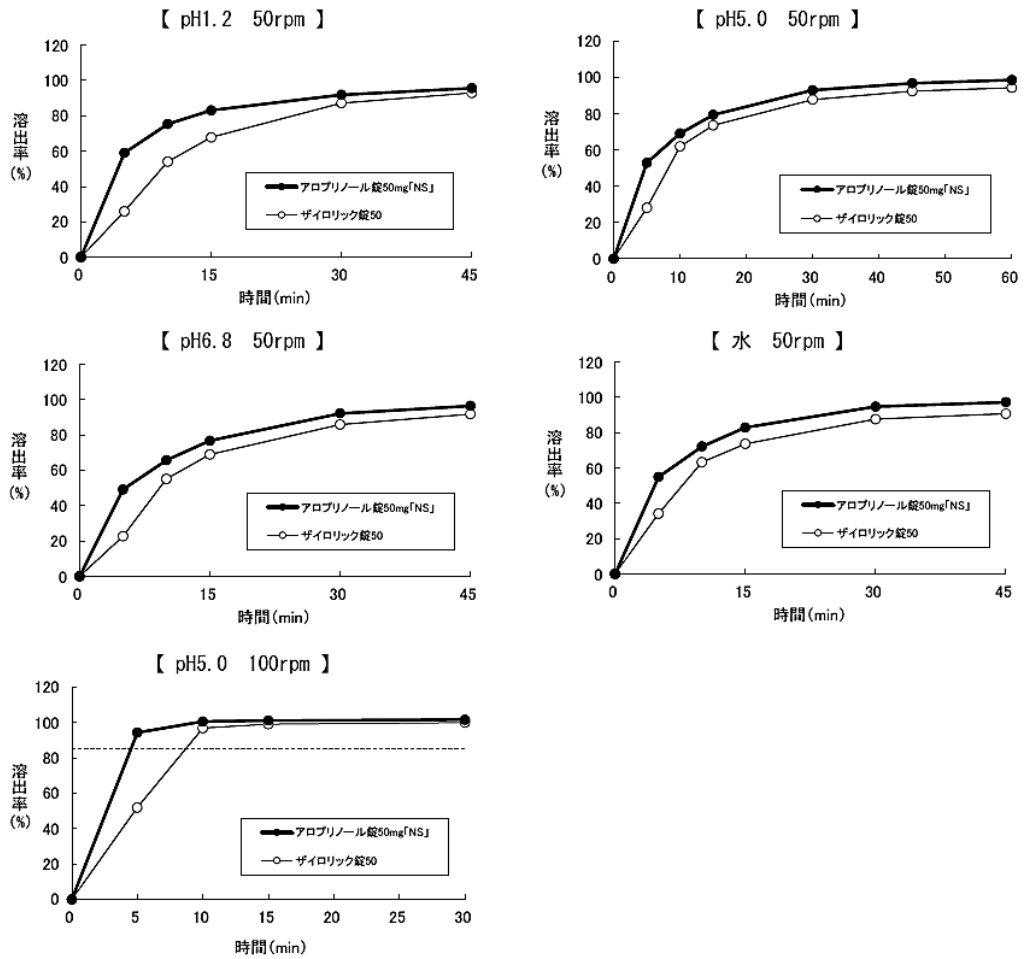 【 pH1.2 50rpm 】
120
100
80
60
40
20
0
溶出率(%)
アロプリノール錠50mg「NS」
ザイロリック錠50
0 15 30 45
時間(min)
【 pH5.0 50rpm 】
120
100
80
60
40
20
0
溶出率(%)
アロプリノール錠50mg「NS」
ザイロリック錠50
0 10 20 30 40 50 60
時間(min)
【 pH6.8 50rpm 】
120
100
80
60
40
20
0
溶出率(%)
アロプリノール錠50mg「NS」
ザイロリック錠50
0 15 30 45
時間(min)
【 水 50rpm 】
120
100
80
60
40
20
0
溶出率(%)
アロプリノール錠50mg「NS」
ザイロリック錠50
0 15 30 45
時間(min)
【 pH5.0 100rpm 】
120
100
80
60
40
20
0
溶出率(%)
アロプリノール錠50mg「NS」
ザイロリック錠50
0 5 10 15 20 25 30
時間(min)